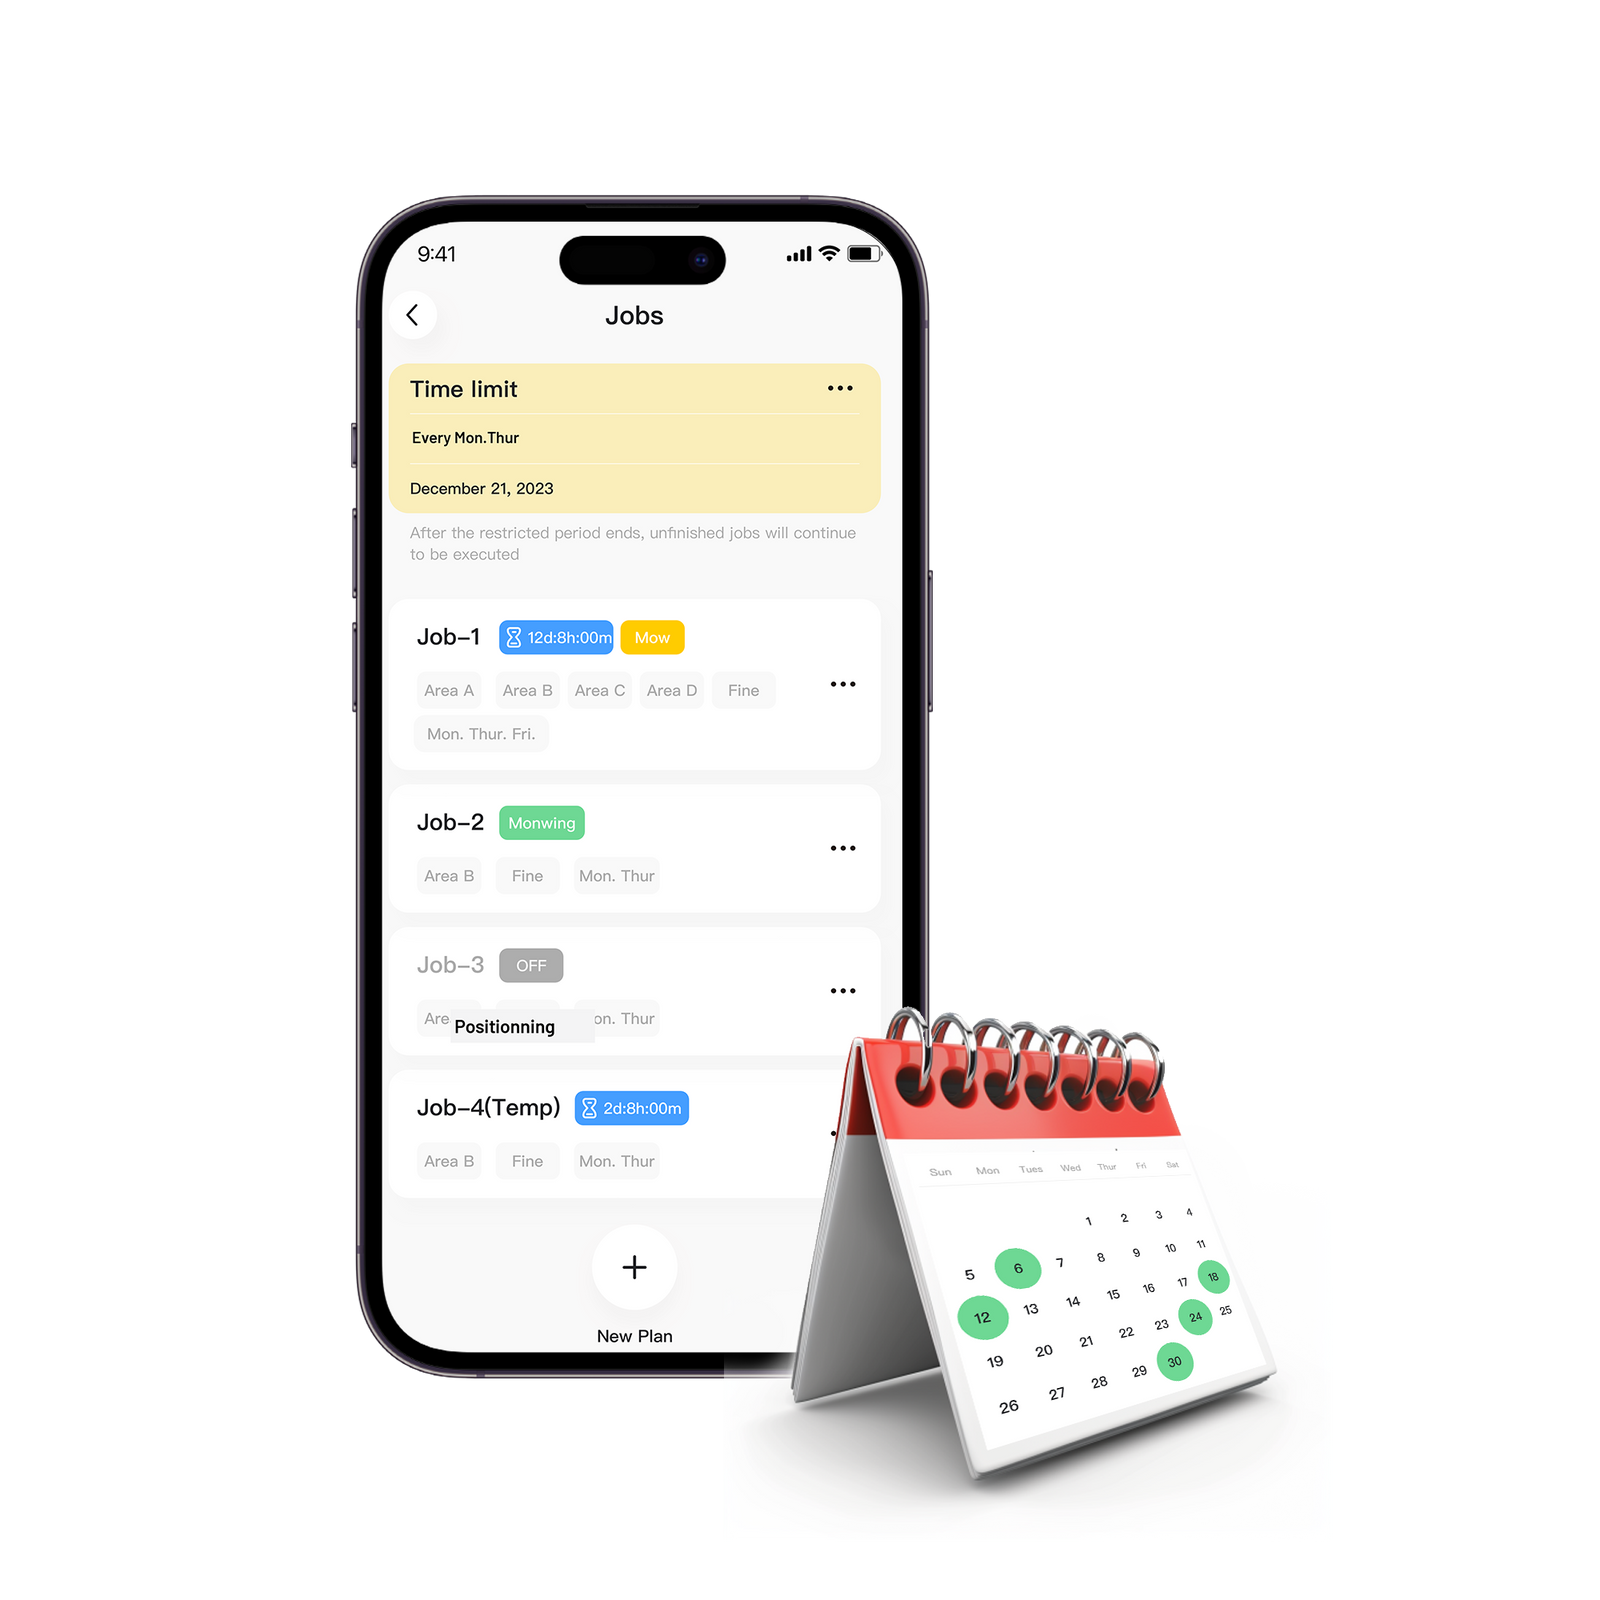 9:41
Jobs
Time limit
Every Mon.Thur
December 21, 2023
After the restricted period ends, unfinished jobs will continue
to be executed
Job-1 12d:8h:00m Mow
Area A Area B Area C Area D Fine
Mon. Thur. Fri.
Job-2 Monwing
Area B Fine Mon. Thur
Job-3 OFF
Are Positionning on. Thur
Job-4(Temp) 2d:8h:00m
Area B Fine Mon. Thur
New Plan
Sun Mon Tues Wed Thur Fri Sat
1 2 3 4
5 6 7 8 9 10 11
12 13 14 15 16 17 18
19 20 21 22 23 24 25
26 27 28 29 30